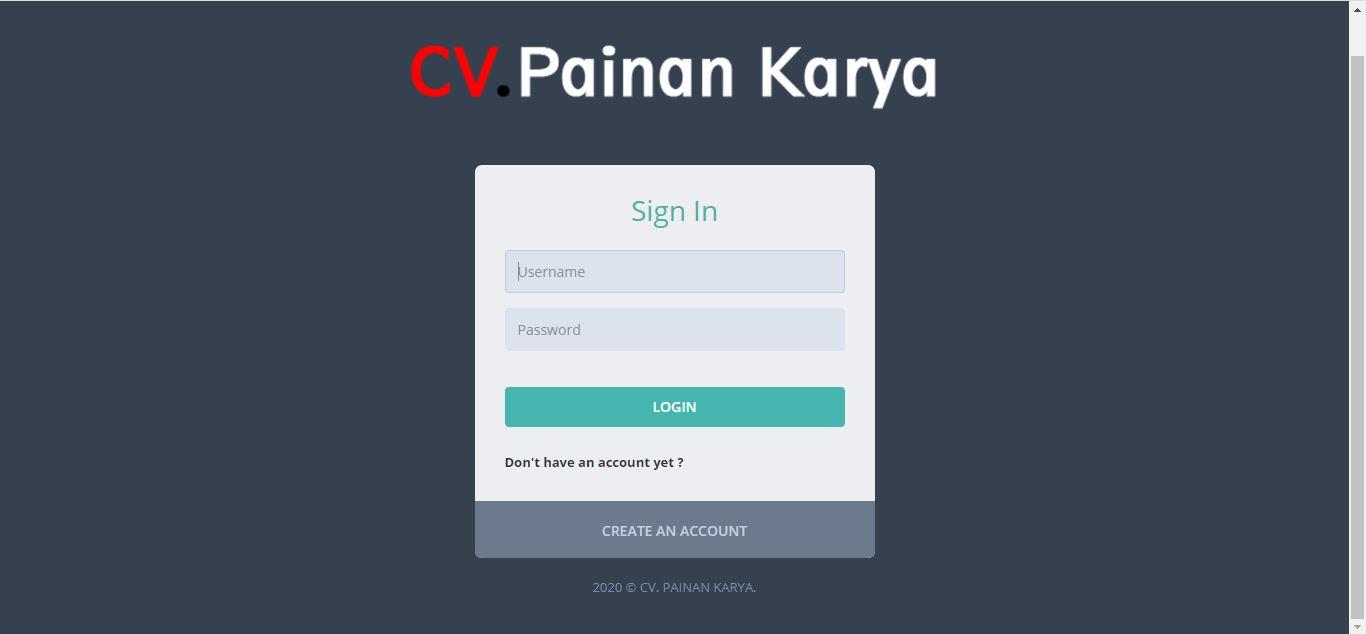 CV.Painan Karya
Sign In
Username
Password
LOGIN
Don't have an account yet ?
CREATE AN ACCOUNT
2020 © CV. PAINAN KARYA.